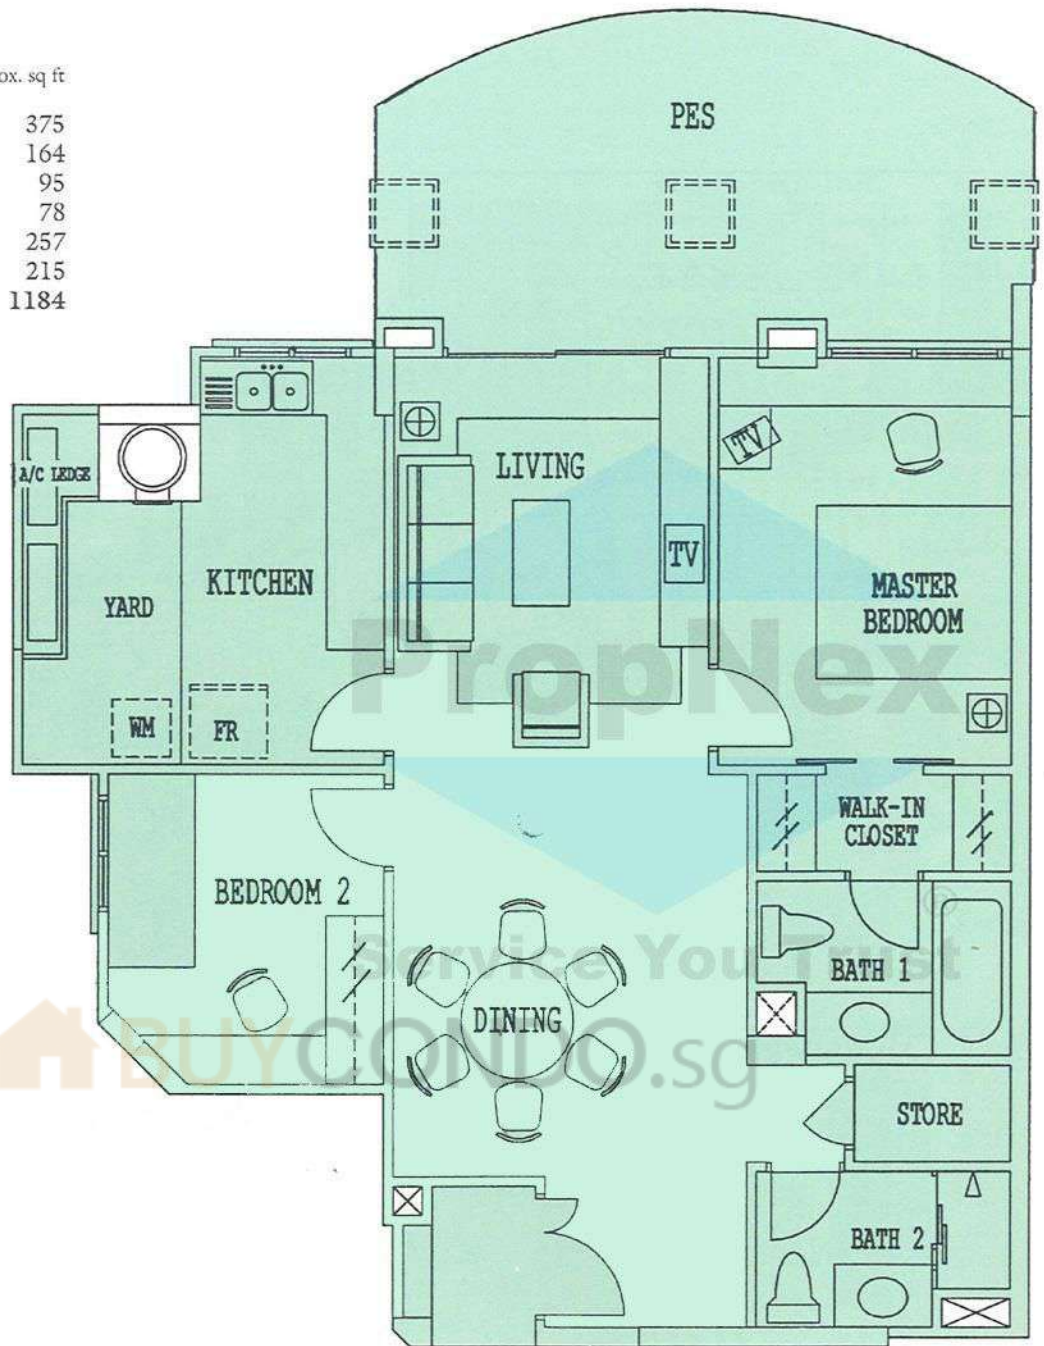 ox. sq ft
375
164
95
78
257
215
1184
PES
A/C LEDGE
LIVING
TV
TV
KITCHEN
YARD
MASTER
BEDROOM
WM
FR
PropNex
WALK-IN
CLOSET
BEDROOM 2
®
Service You Trust
BATH 1
DINING
BUYCONDO.sg
STORE
BATH 2